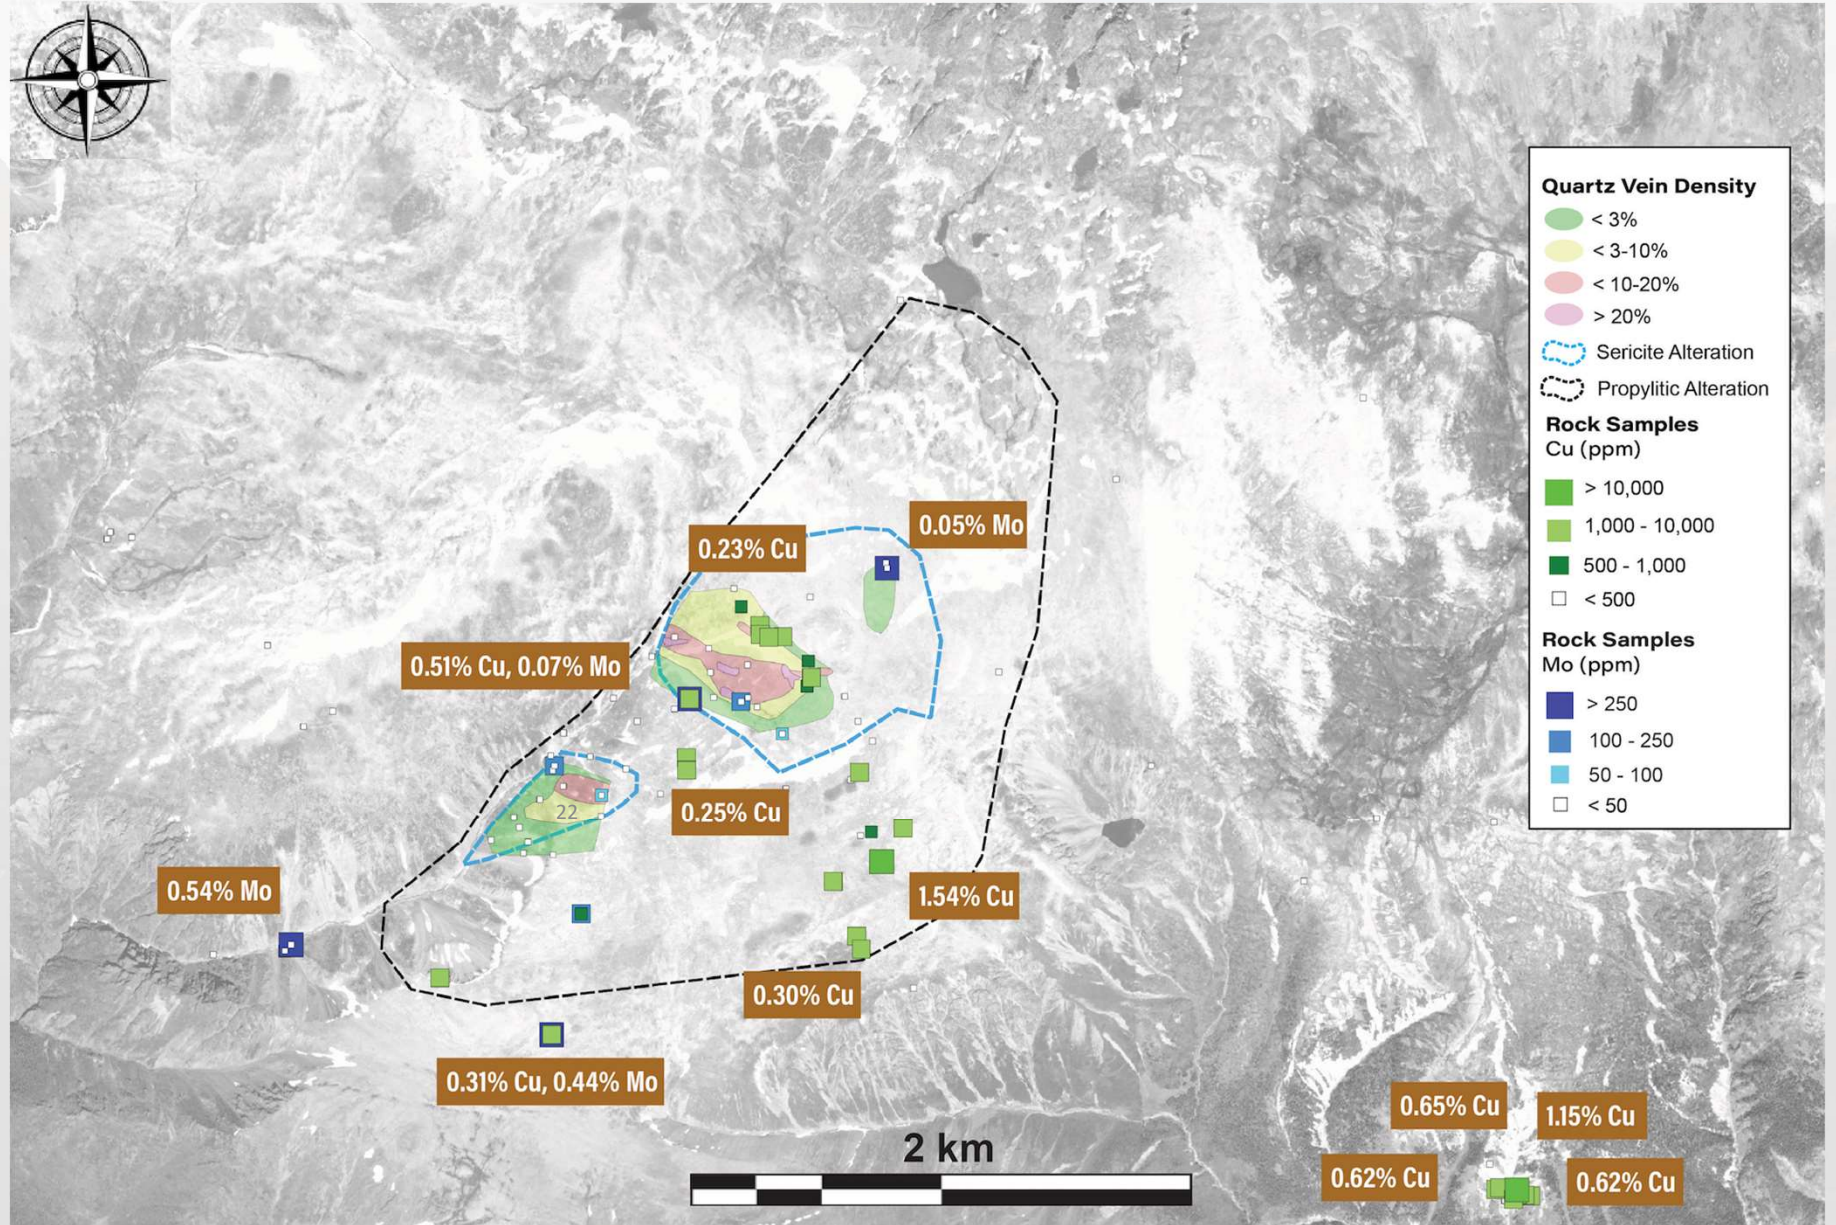 Quartz Vein Density
< 3%
< 3-10%
< 10-20%
> 20%
Sericite Alteration
Propylitic Alteration
Rock Samples
Cu (ppm)
> 10,000
1,000 - 10,000
500 - 1,000
< 500
Rock Samples
Mo (ppm)
> 250
100 - 250
50 - 100
< 50
0.05% Mo
0.23% Cu
0.51% Cu, 0.07% Mo
22
0.25% Cu
0.54% Mo
1.54% Cu
0.30% Cu
0.31% Cu, 0.44% Mo
0.65% Cu
1.15% Cu
2 km
0.62% Cu
0.62% Cu